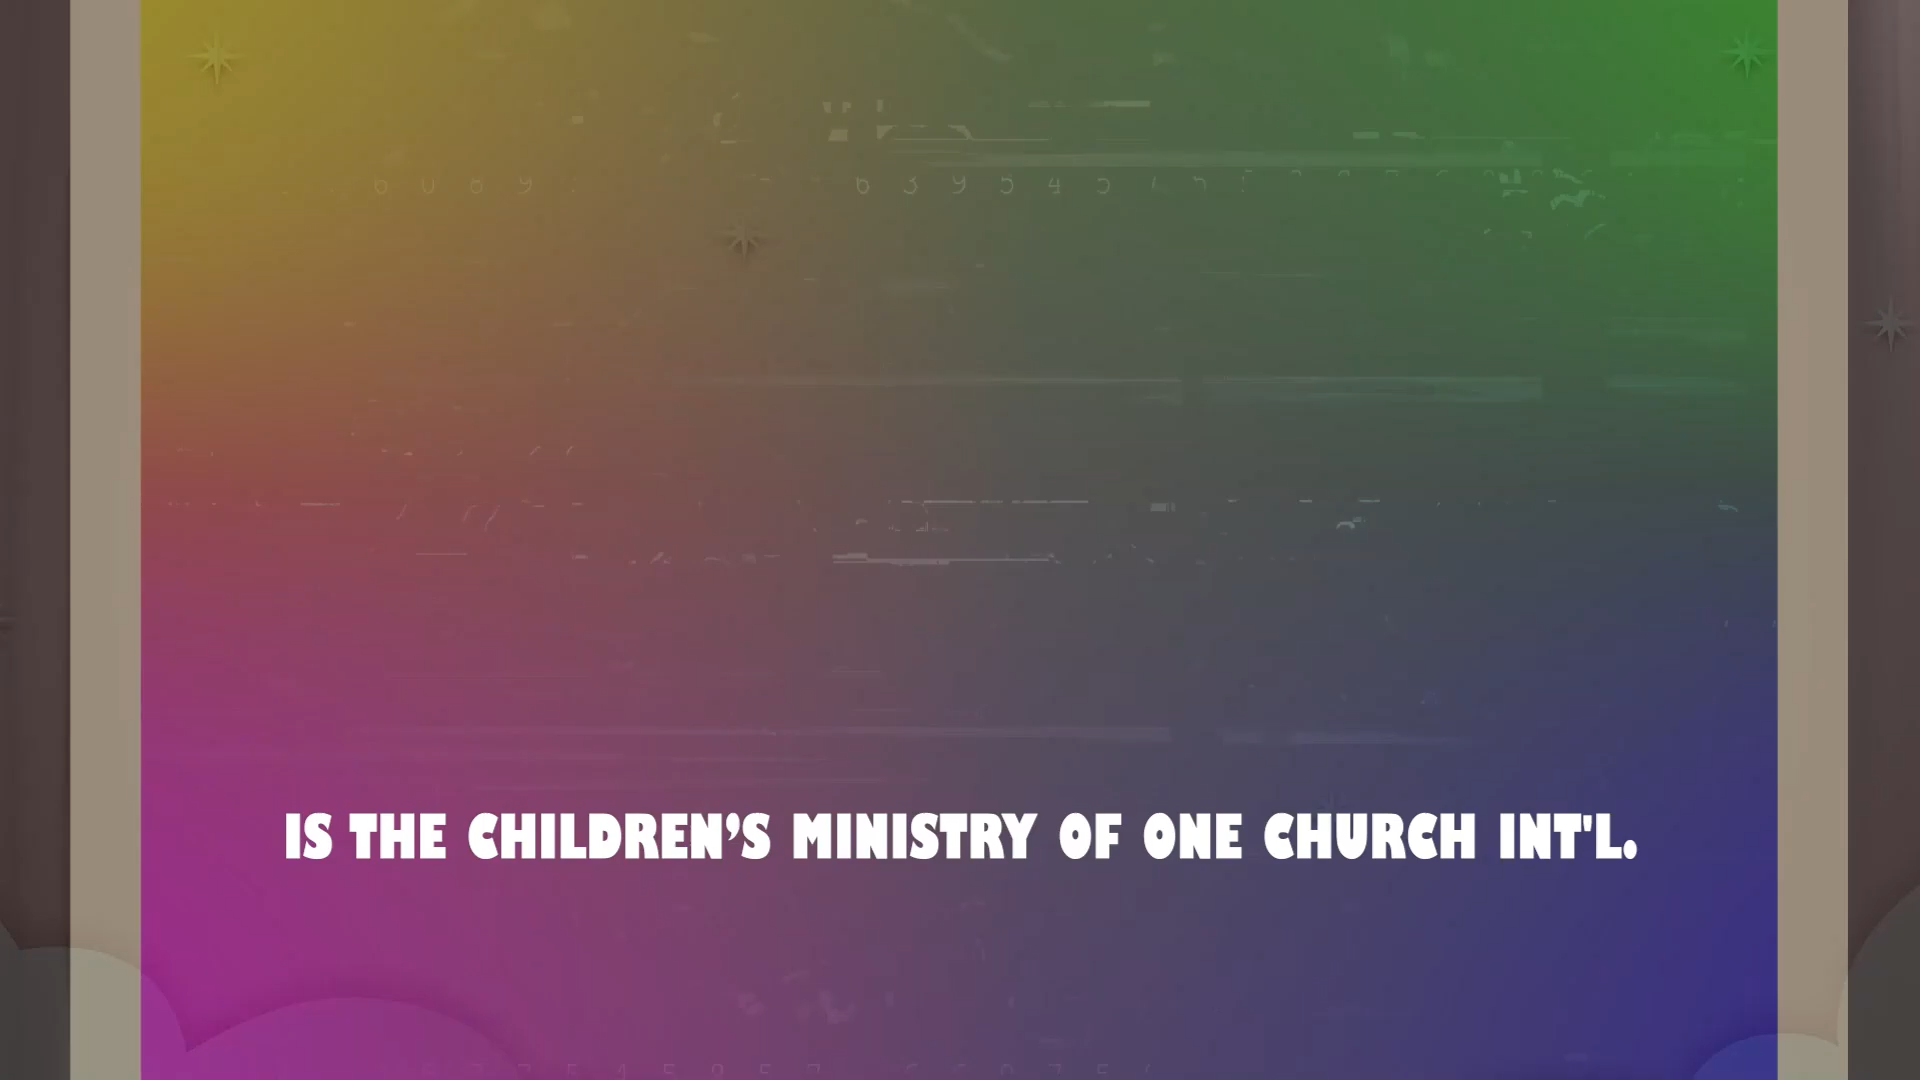 IS THE CHILDREN’S MINISTRY OF ONE CHURCH INT'L.